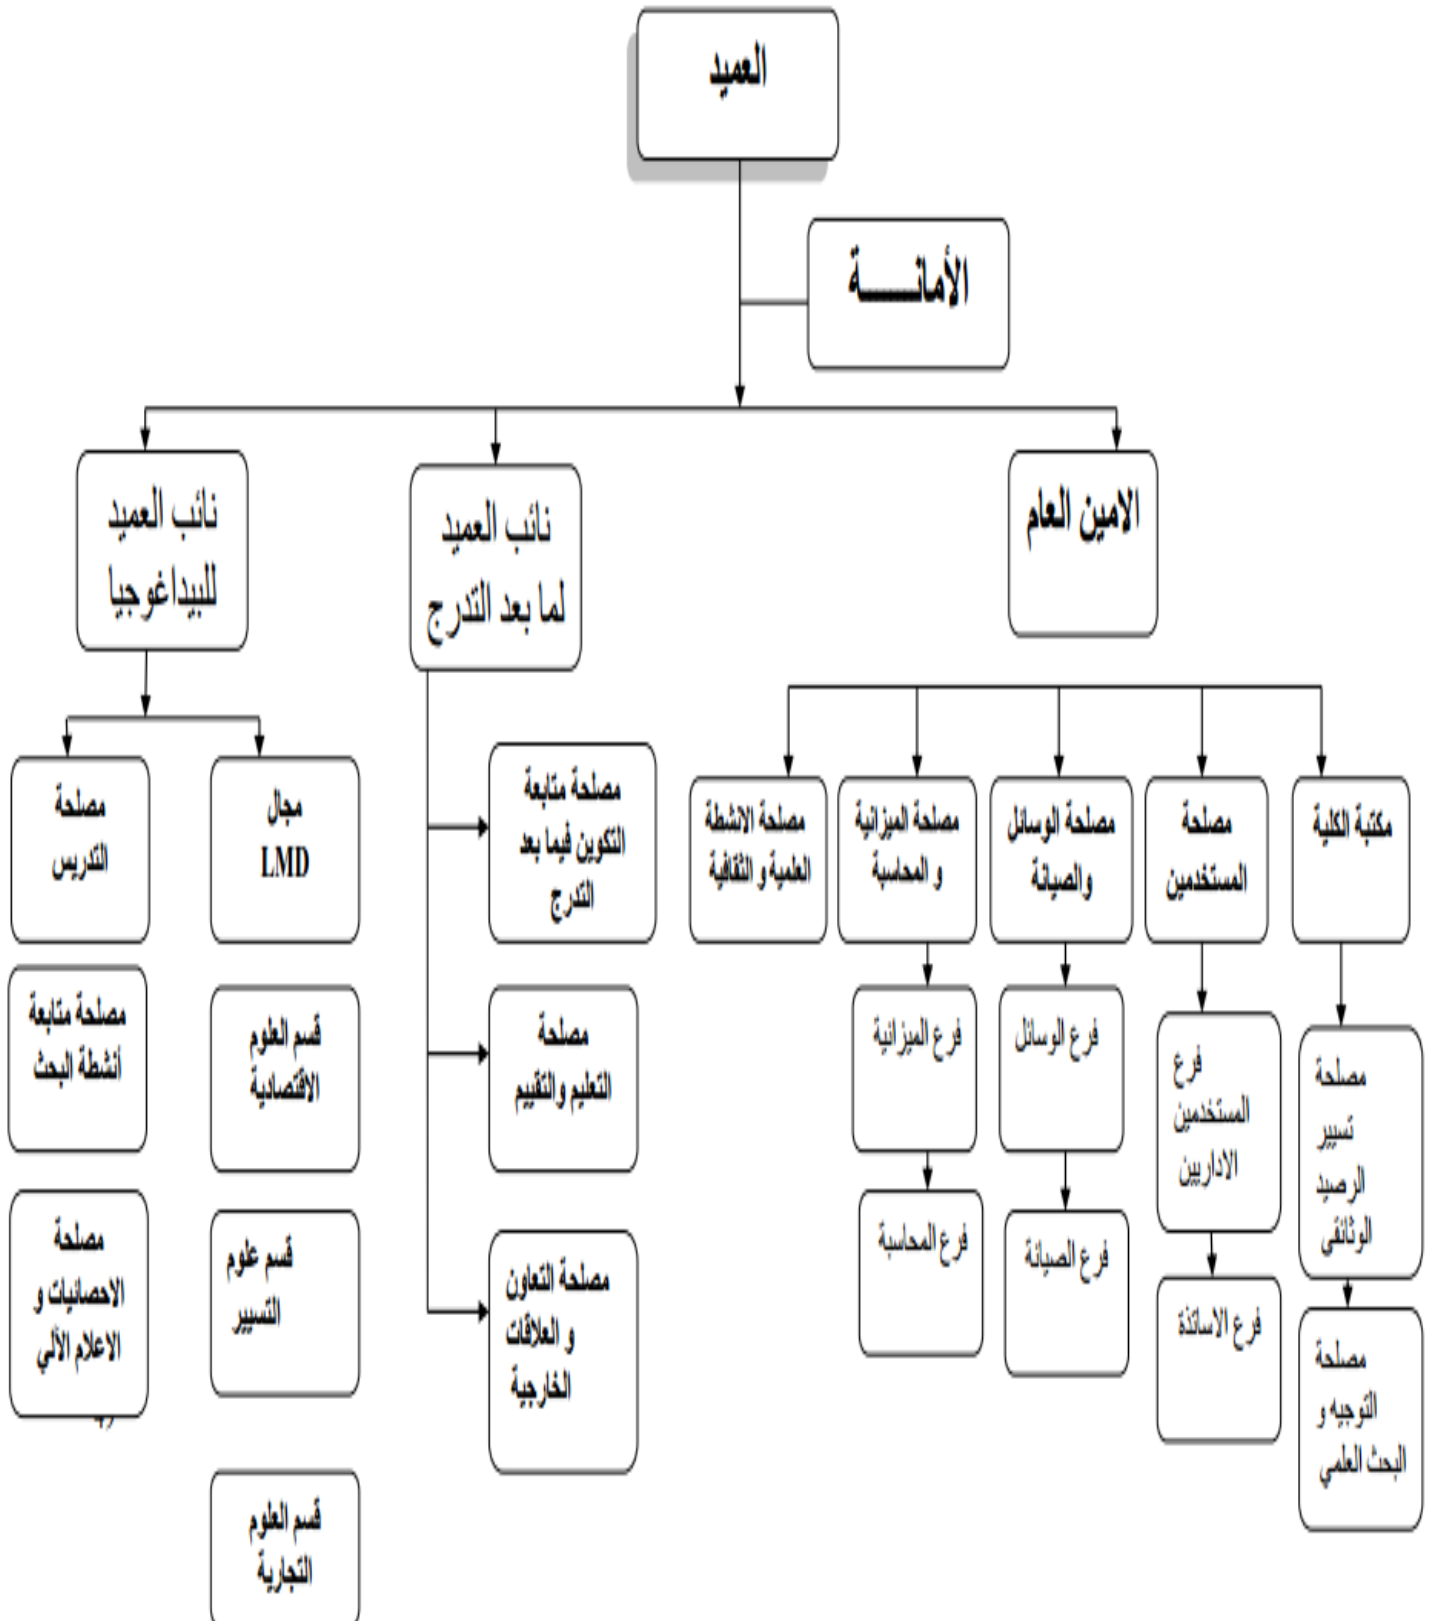 العميد
الأمانــــــة
الامين العام
نائب العميد
لما بعد التدرج
نائب العميد
للبيداغوجيا
مكتبة الكلية
مصلحة
المستخدمين
مصلحة الوسائل
والصيانة
مصلحة الميزانية
و المحاسبة
مصلحة الانشطة
العلمية و الثقافية
مصلحة
تسيير
الرصيد
الوثائقي
مصلحة
التوجيه و
البحث العلمي
فرع
المستخدمين
الاداريين
فرع الاساتذة
فرع الوسائل
فرع الصيانة
فرع الميزانية
فرع المحاسبة
مصلحة متابعة
التكوين فيما بعد
التدرج
مصلحة
التعليم والتقييم
مصلحة التعاون
و العلاقات
الخارجية
مجال
LMD
قسم العلوم
الاقتصادية
قسم علوم
التسيير
قسم العلوم
التجارية
مصلحة
التدريس
مصلحة متابعة
أنشطة البحث
مصلحة
الاحصائيات و
الاعلام الألي